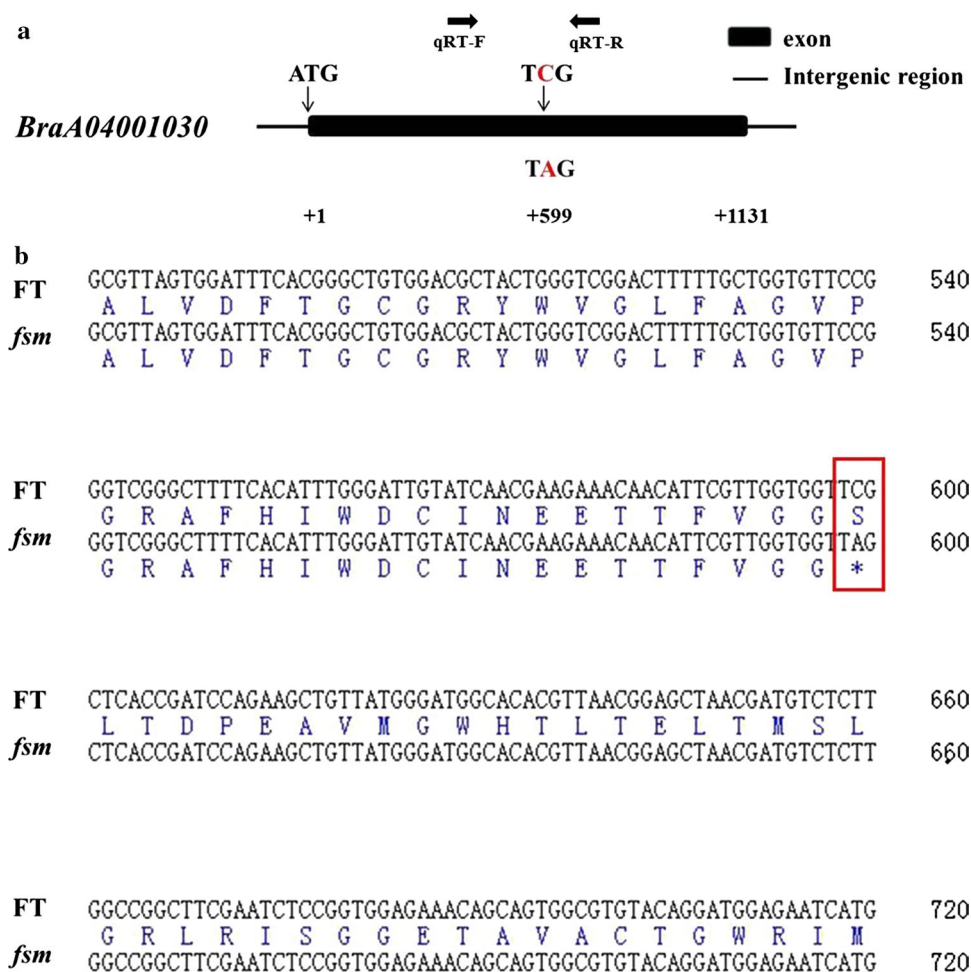 a
qRT-F
qRT-R
exon
Intergenic region
ATG
TCG
BraA04001030
TAG
+1
+599
+1131
b
FT GCGTTAGTGGATTTCACGGGCTGTGGACGCTACTGGGTCGGACTTTTTGCTGGTGTTCCG 540
A L V D F T G C G R Y W V G L F A G V P
fsm GCGTTAGTGGATTTCACGGGCTGTGGACGCTACTGGGTCGGACTTTTTGCTGGTGTTCCG 540
A L V D F T G C G R Y W V G L F A G V P
FT GGTCGGGCTTTTCACATTTGGGATTGTATCAACGAAGAAACAACATTCGTTGGTGGTTCG 600
G R A F H I W D C I N E E T T F V G G S
fsm GGTCGGGCTTTTCACATTTGGGATTGTATCAACGAAGAAACAACATTCGTTGGTGGTTAG 600
G R A F H I W D C I N E E T T F V G G *
FT CTCACCGATCCAGAAGCTGTTATGGGATGGCACACGTTAACGGAGCTAACGATGTCTCTT 660
L T D P E A V M G W H T L T E L T M S L
fsm CTCACCGATCCAGAAGCTGTTATGGGATGGCACACGTTAACGGAGCTAACGATGTCTCTT 660
FT GGCCGGCTTCGAATCTCCGGTGGAGAAACAGCAGTGGCGTGTACAGGATGGAGAATCATG 720
G R L R I S G G E T A V A C T G W R I M
fsm GGCCGGCTTCGAATCTCCGGTGGAGAAACAGCAGTGGCGTGTACAGGATGGAGAATCATG 720